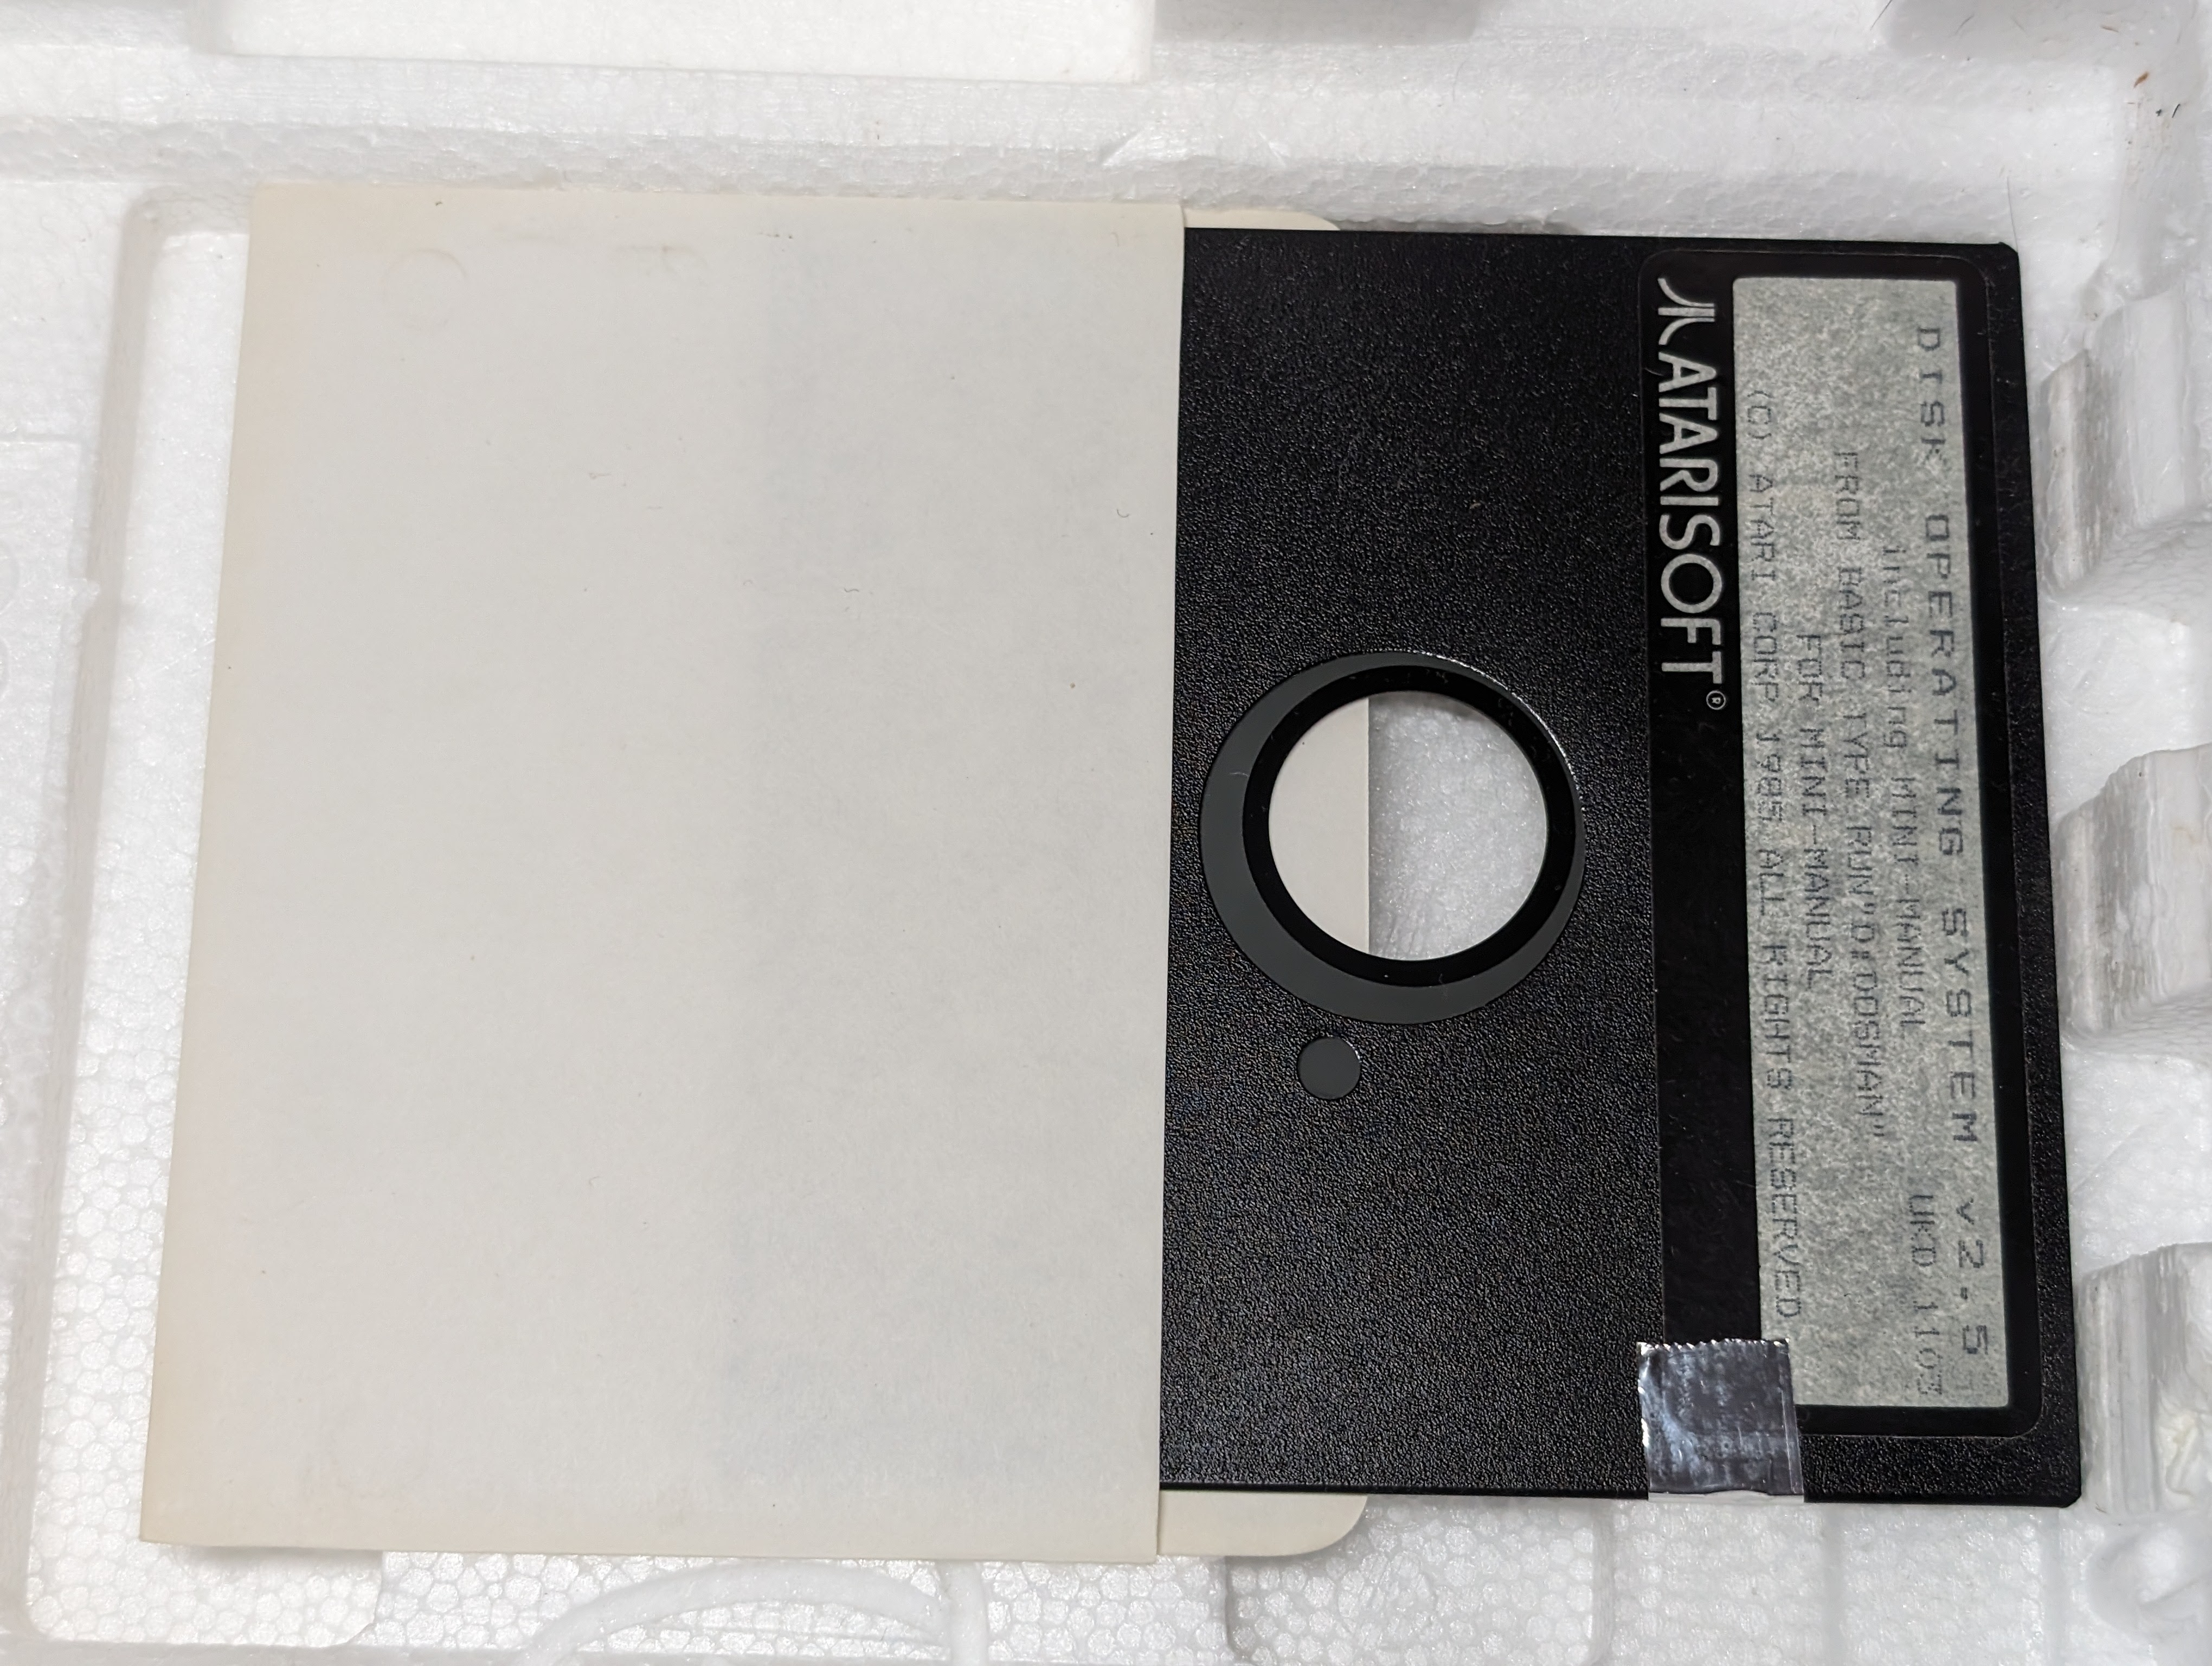 DISK OPERATING SYSTEM V2.5
including MINI-MANUAL UKD 1107
FROM BASIC TYPE RUN"D:DOSMAN"
FOR MINI-MANUAL
(C) ATARI CORP 1985 ALL RIGHTS RESERVED
ATARISOFT®